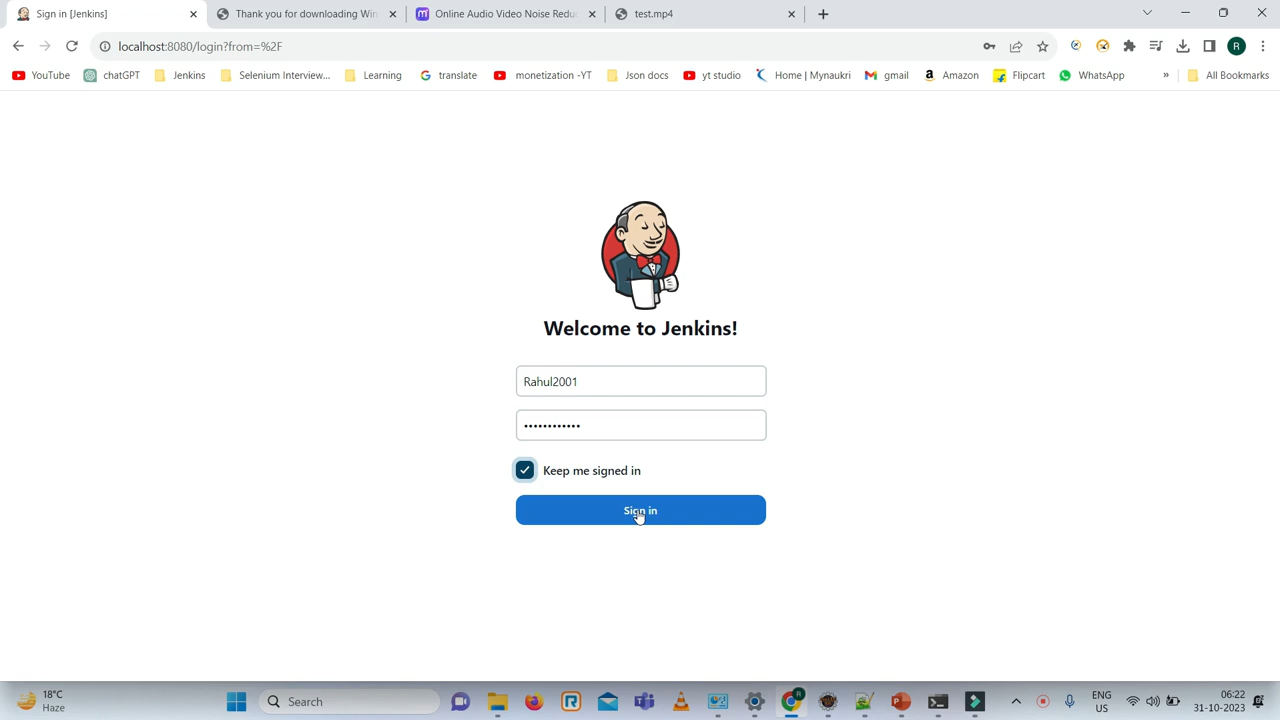 Sign in [Jenkins]
Thank you for downloading Win
Online Audio Video Noise Redu
test.mp4
localhost:8080/login?from=%2F
R
YouTube
chatGPT
Jenkins
Selenium Interview...
Learning
translate
monetization -YT
Json docs
yt studio
Home | Mynaukri
gmail
Amazon
Flipcart
WhatsApp
»
All Bookmarks
Welcome to Jenkins!
Rahul2001
••••••••••••
Keep me signed in
Sign in
18°C
Haze
Search
ENG
US
06:22
31-10-2023